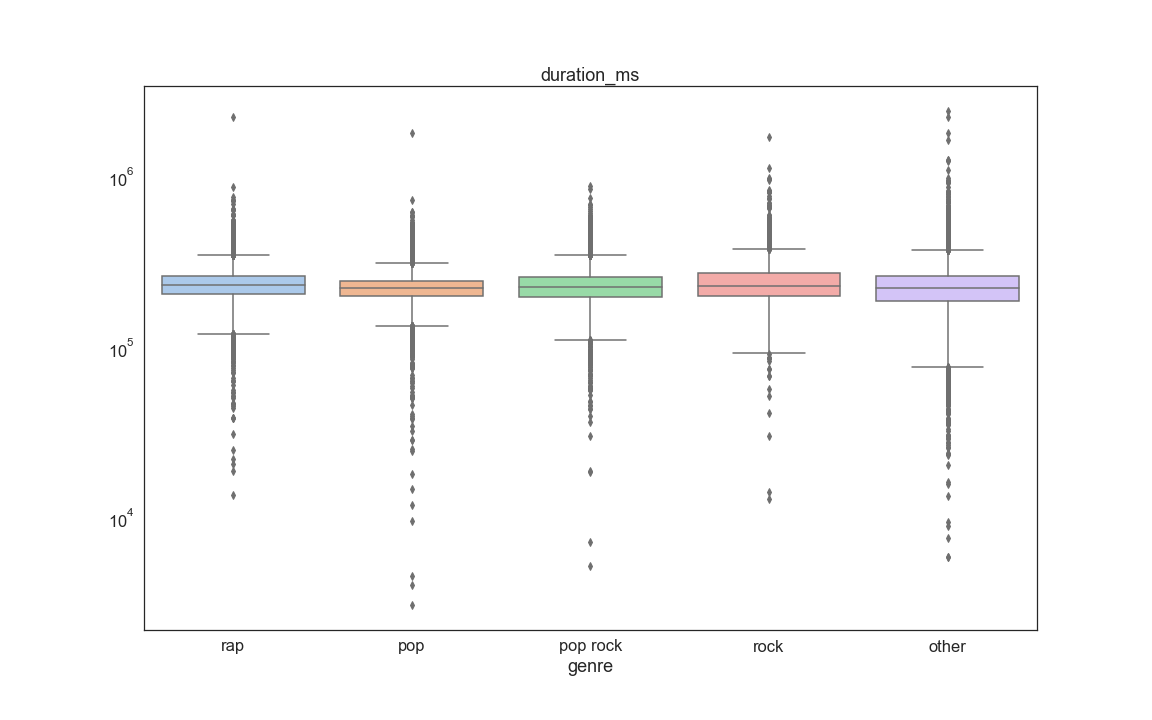 duration_ms
10^6
10^5
10^4
rap pop pop rock rock other
genre